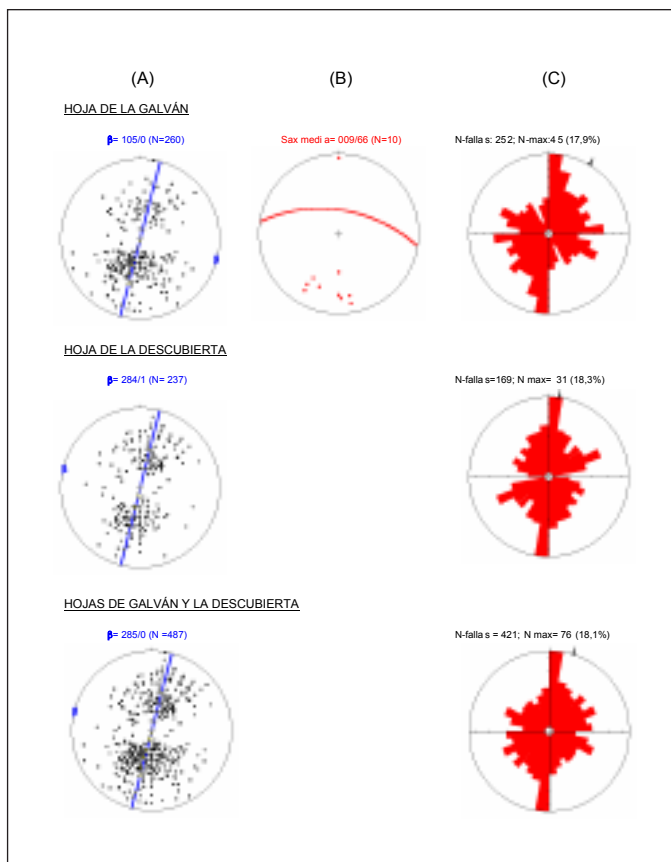 (A) (B) (C)
HOJA DE LA GALVÁN
β= 105/0 (N=260) Sax medi a= 009/66 (N=10) N-falla s: 252; N-max:4 5 (17,9%)
β
HOJA DE LA DESCUBIERTA
β= 284/1 (N= 237) N-falla s=169; N max= 31 (18,3%)
β
HOJAS DE GALVÁN Y LA DESCUBIERTA
β= 285/0 (N =487) N-falla s = 421; N max= 76 (18,1%)
β